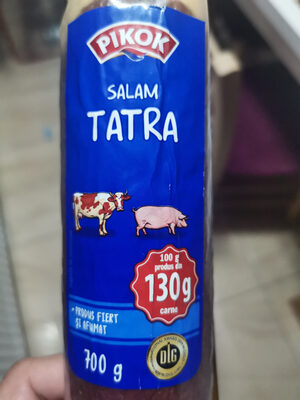 PIKOK
SALAM
TATRA
100 g
produs din
130g
carne
PRODUS FIERT
ȘI AFUMAT
700 g
DLG